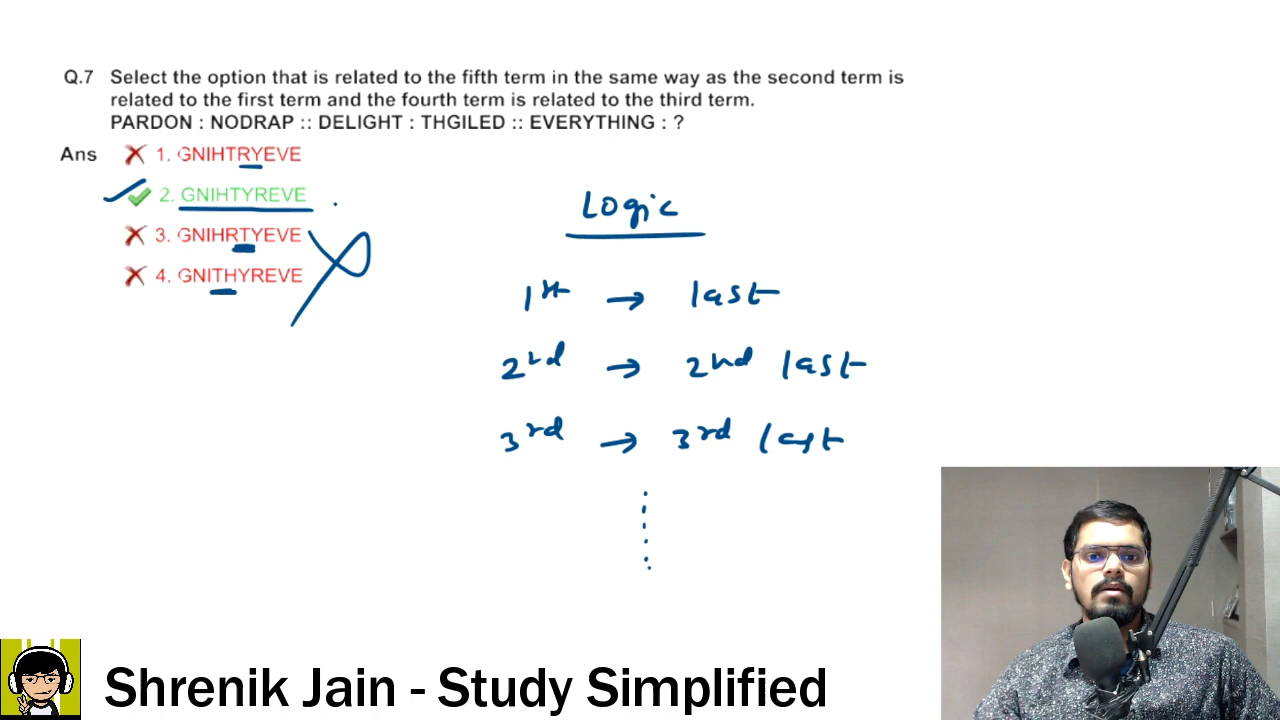 Q.7 Select the option that is related to the fifth term in the same way as the second term is
related to the first term and the fourth term is related to the third term.
PARDON : NODRAP :: DELIGHT : THGILED :: EVERYTHING : ?
Ans 1. GNIHTRYEVE
2. GNIHTYREVE
3. GNIHRTYEVE
4. GNITHYREVE
Logic
1st → last
2nd → 2nd last
3rd → 3rd last
Shrenik Jain - Study Simplified